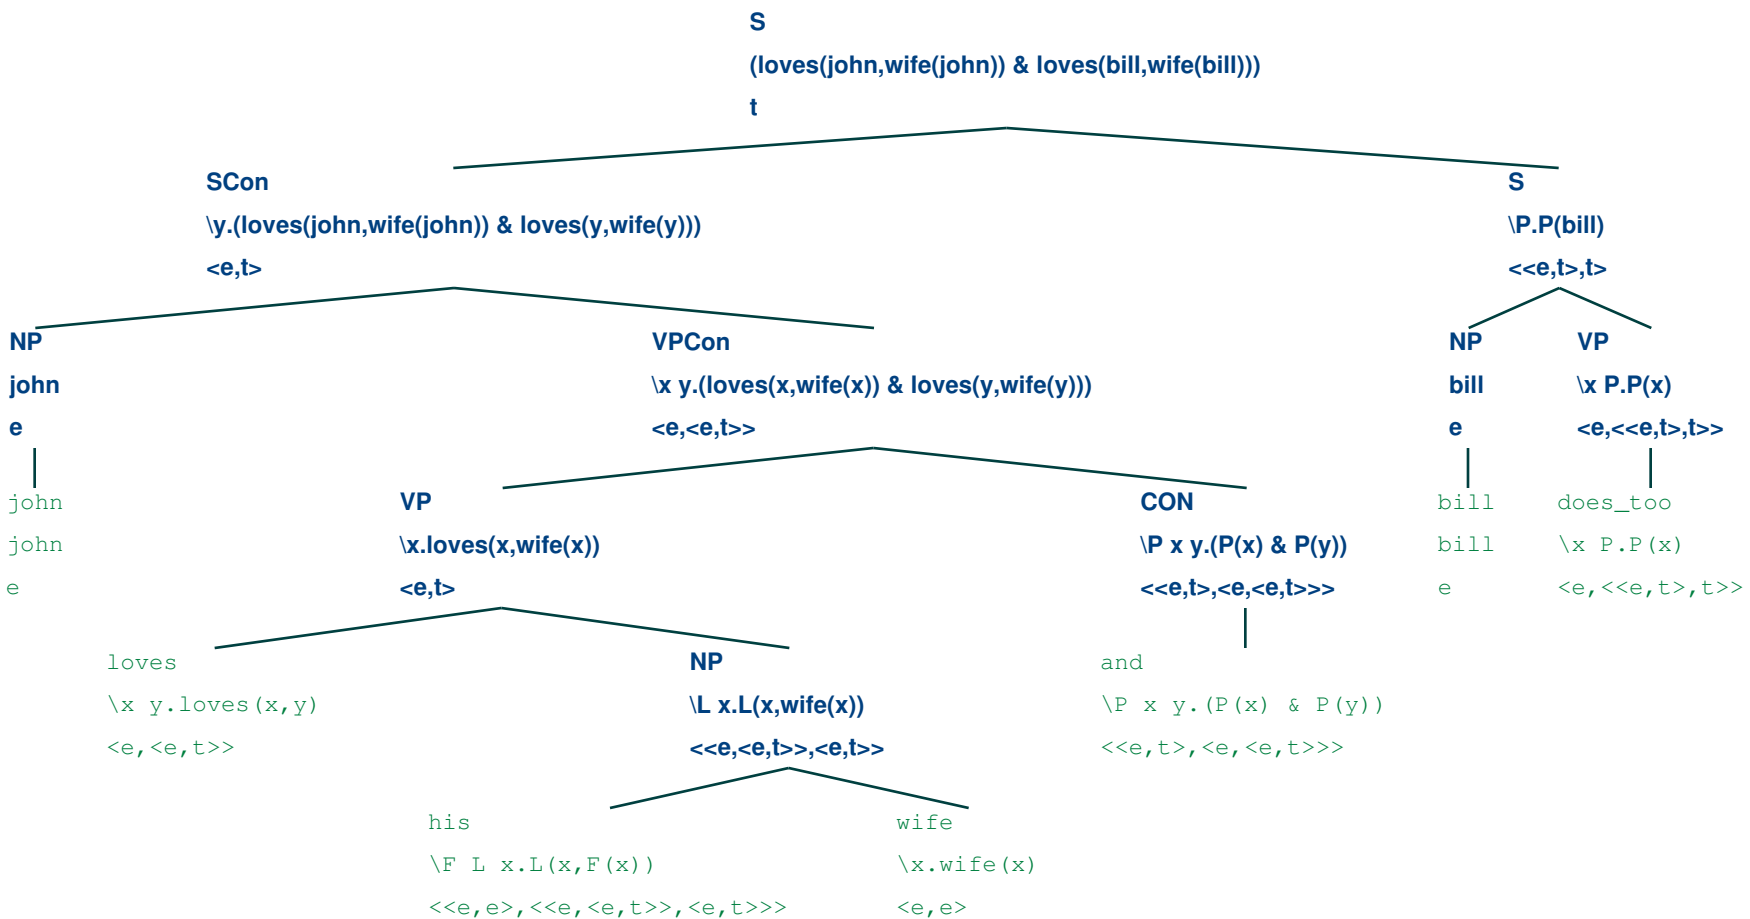 S
(loves(john,wife(john)) & loves(bill,wife(bill)))
t
SCon
\y.(loves(john,wife(john)) & loves(y,wife(y)))
<e,t>
S
\P.P(bill)
<<e,t>,t>
NP
john
e
VPCon
\x y.(loves(x,wife(x)) & loves(y,wife(y)))
<e,<e,t>>
NP
bill
e
VP
\x P.P(x)
<e,<<e,t>,t>>
john
john
e
VP
\x.loves(x,wife(x))
<e,t>
CON
\P x y.(P(x) & P(y))
<<e,t>,<e,<e,t>>>
bill
bill
e
does_too
\x P.P(x)
<e,<<e,t>,t>>
loves
\x y.loves(x,y)
<e,<e,t>>
NP
\L x.L(x,wife(x))
<<e,<e,t>>,<e,t>>
and
\P x y.(P(x) & P(y))
<<e,t>,<e,<e,t>>>
his
\F L x.L(x,F(x))
<<e,e>,<<e,<e,t>>,<e,t>>>
wife
\x.wife(x)
<e,e>